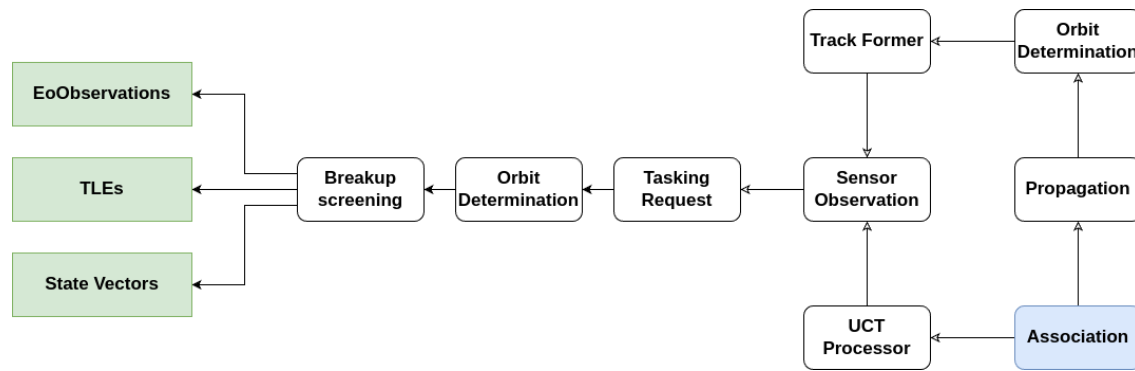 Track Former
Orbit
Determination
EoObservations
TLEs
Breakup
screening
Orbit
Determination
Tasking
Request
Sensor
Observation
Propagation
State Vectors
UCT
Processor
Association